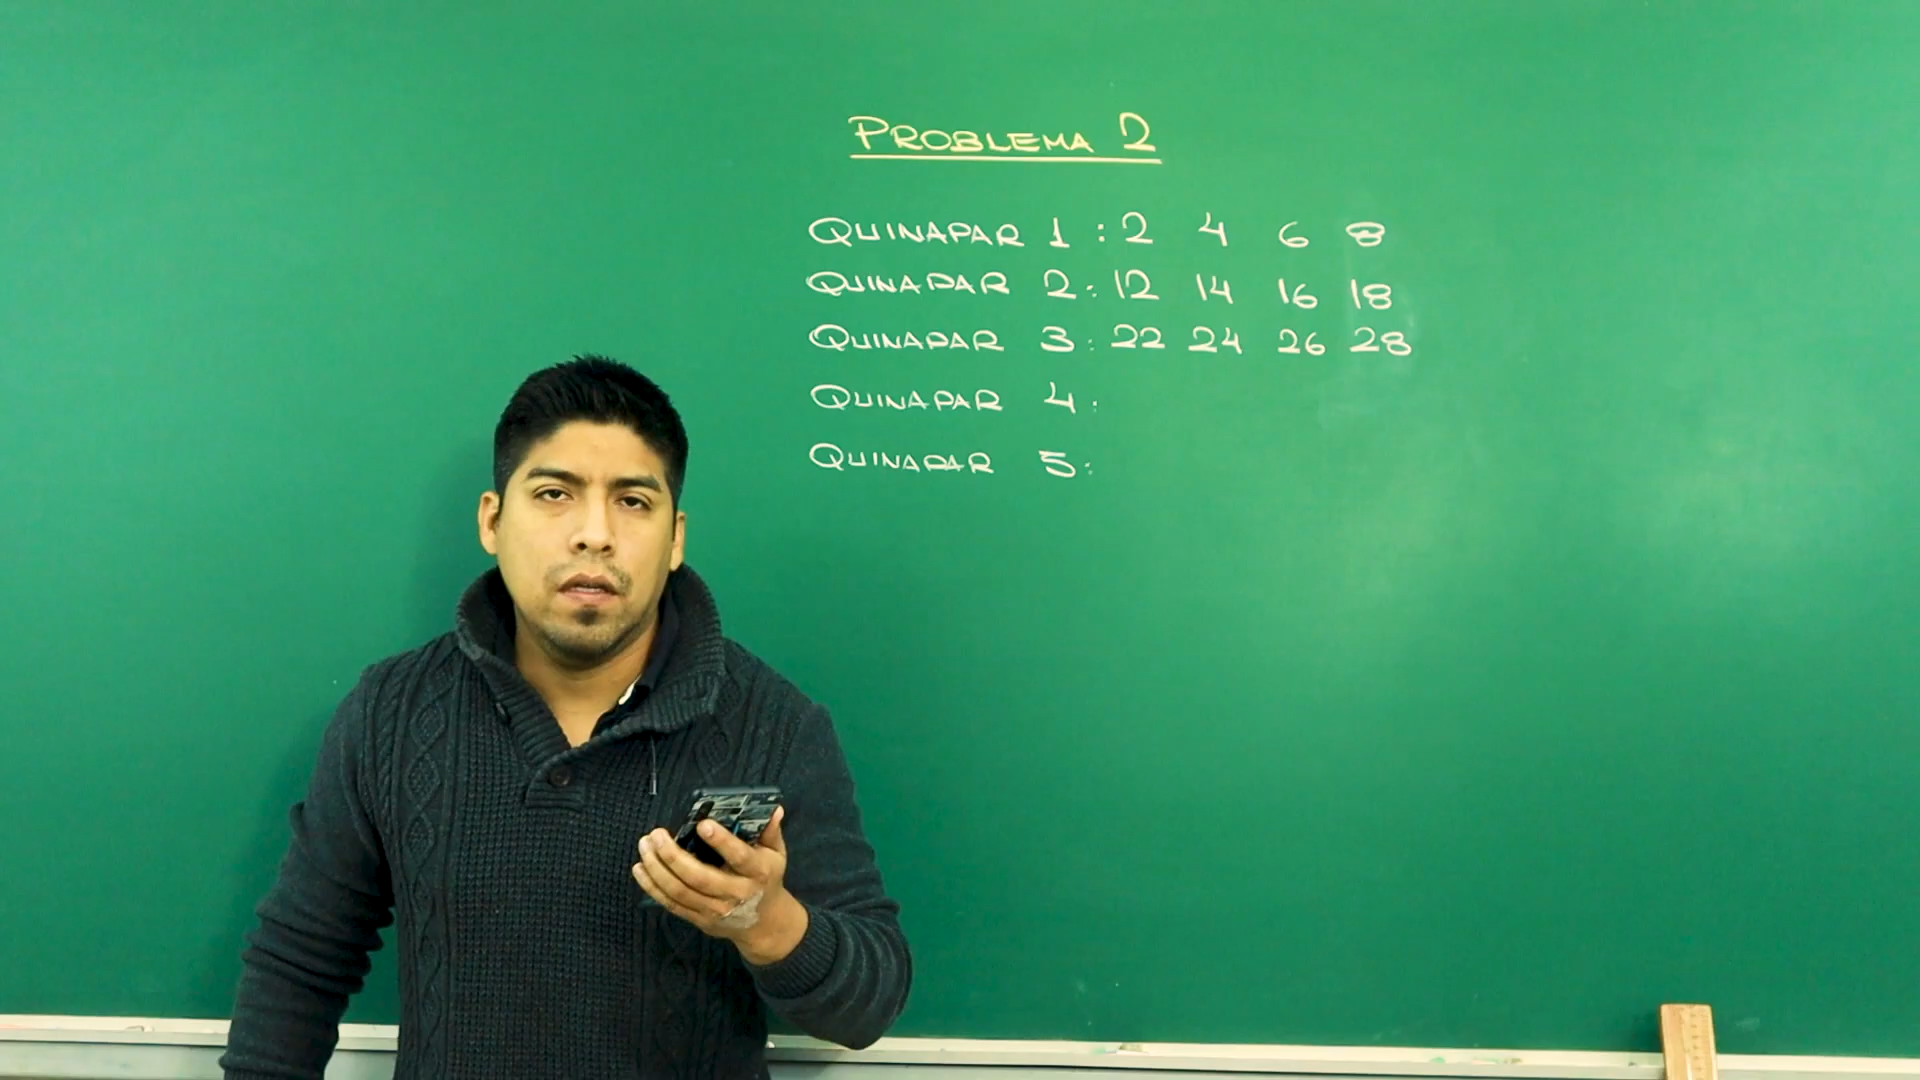 PROBLEMA 2
QUINAPAR 1 : 2 4 6 8
QUINAPAR 2 : 12 14 16 18
QUINAPAR 3 : 22 24 26 28
QUINAPAR 4 :
QUINAPAR 5 :